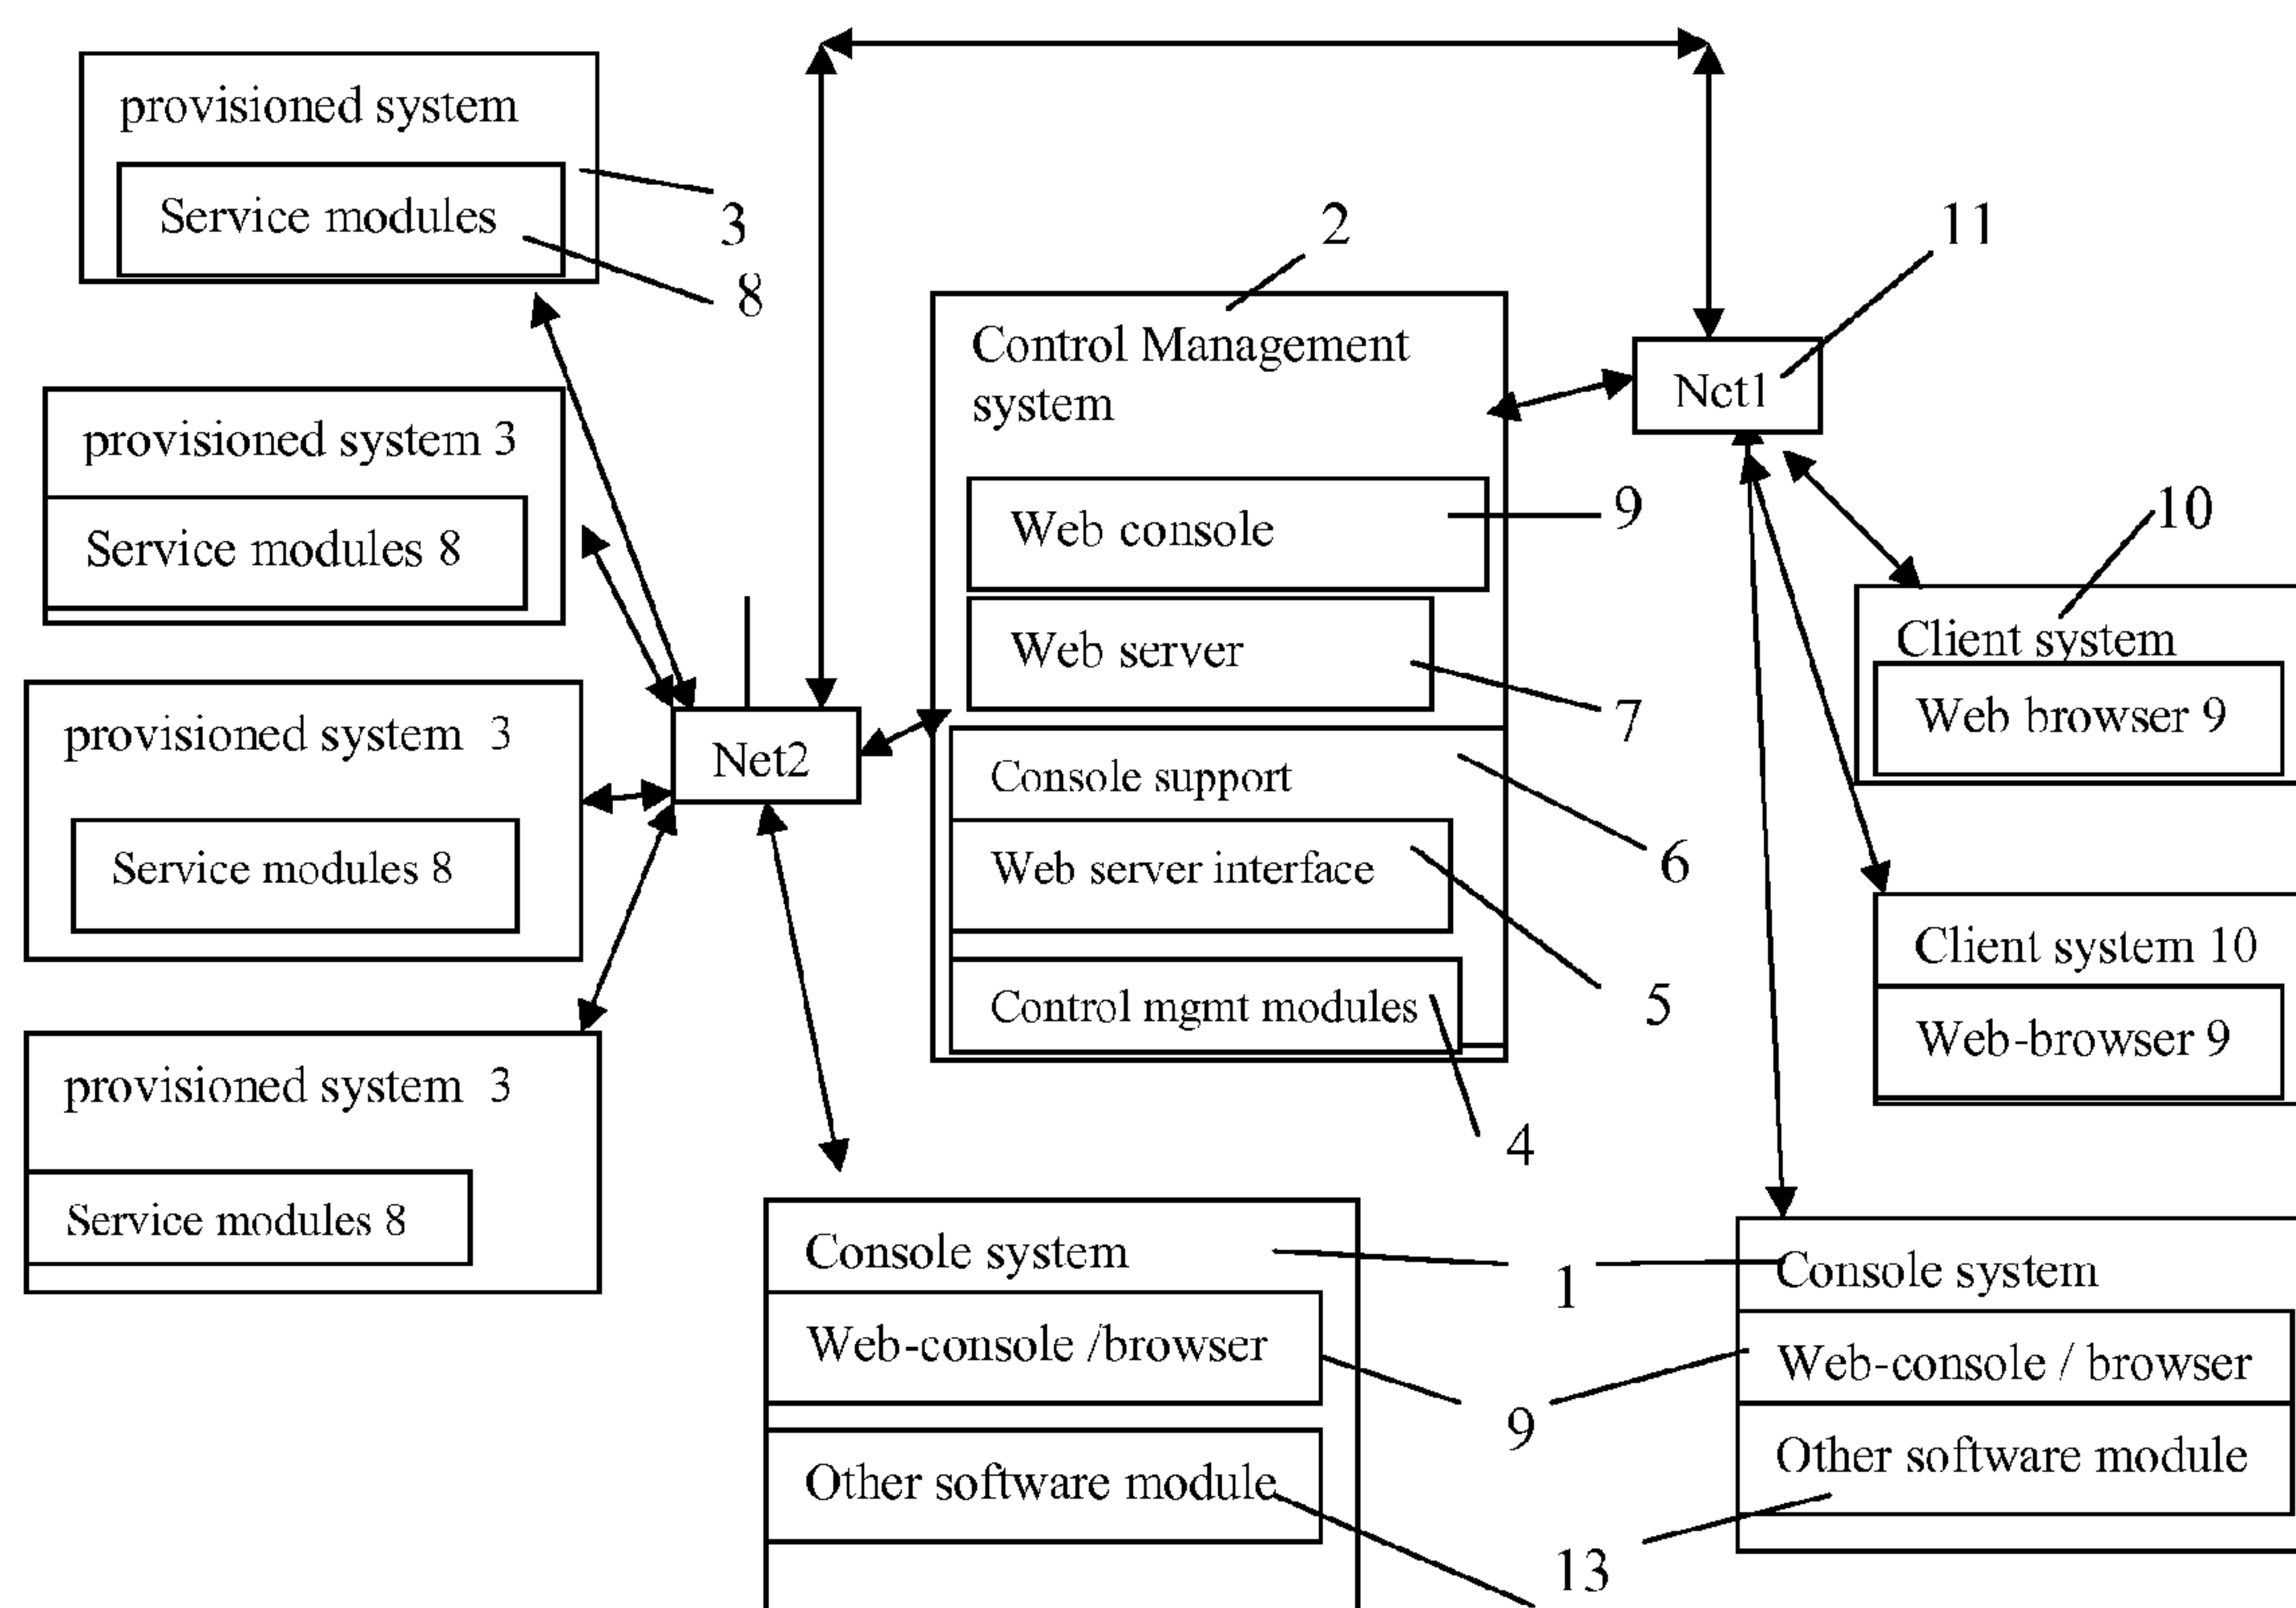 provisioned system
Service modules
3
8
provisioned system 3
Service modules 8
provisioned system 3
Service modules 8
provisioned system 3
Service modules 8
Net2
2
Control Management
system
Web console
9
Web server
7
Console support
6
Web server interface
5
Control mgmt modules
4
11
Net1
10
Client system
Web browser 9
Client system 10
Web-browser 9
Console system
1
Web-console /browser
9
Other software module
13
Console system
Web-console / browser
Other software module